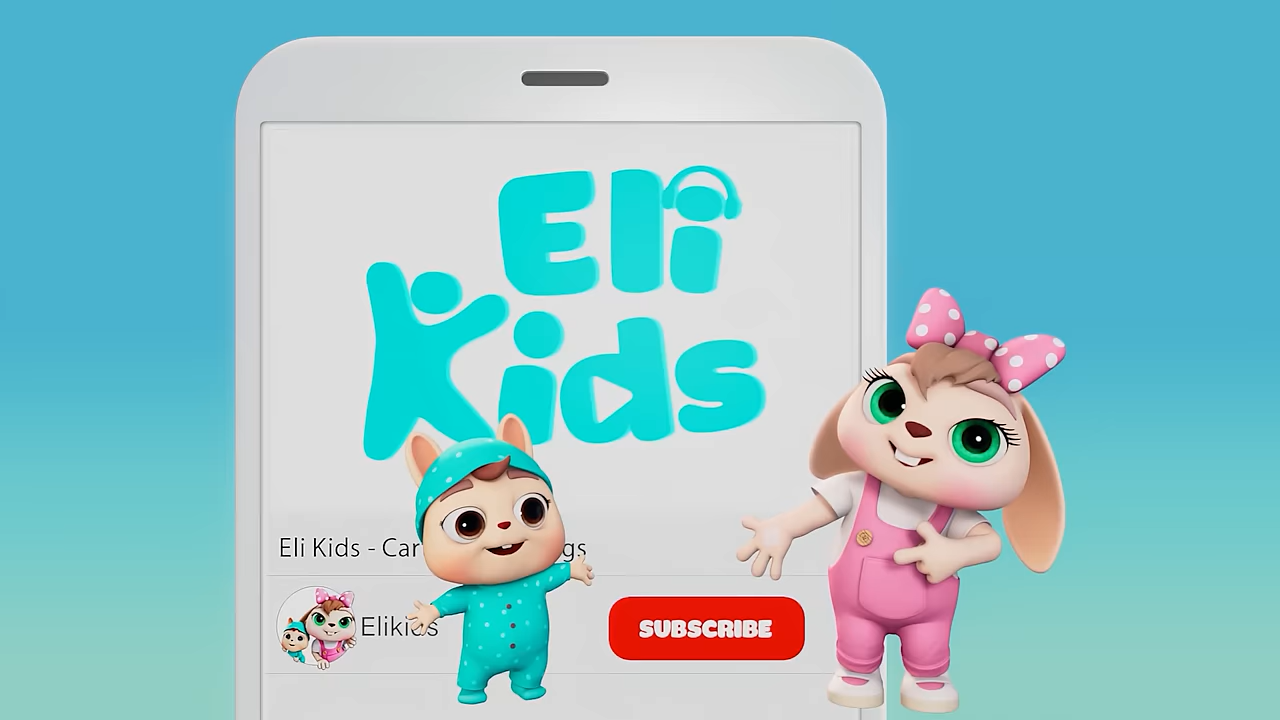 Eli
Kids
Eli Kids - Car
gs
Elikids
SUBSCRIBE